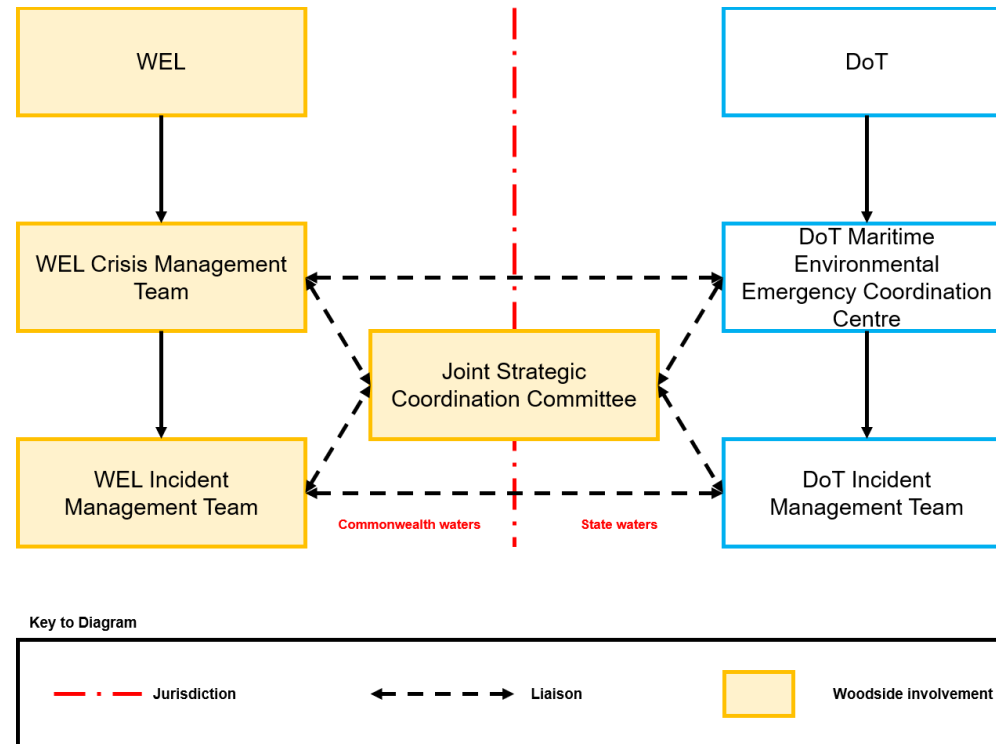 WEL
DoT
WEL Crisis Management
Team
DoT Maritime
Environmental
Emergency Coordination
Centre
Joint Strategic
Coordination Committee
WEL Incident
Management Team
DoT Incident
Management Team
Commonwealth waters
State waters
Key to Diagram
Jurisdiction
Liaison
Woodside involvement